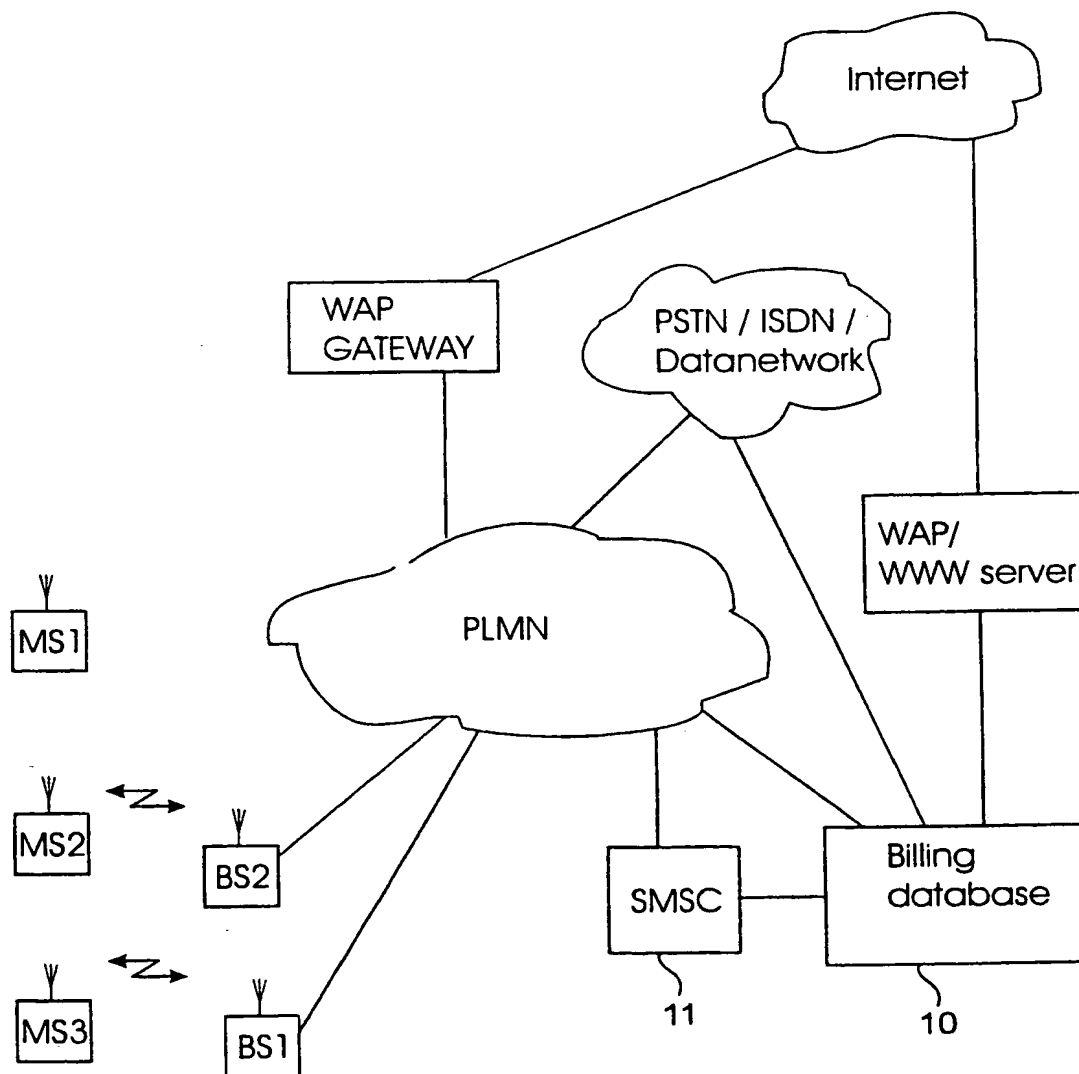 Internet
WAP
GATEWAY
PSTN / ISDN /
Datanetwork
WAP/
WWW server
PLMN
MS1
MS2
BS2
SMSC
Billing
database
MS3
BS1
11
10